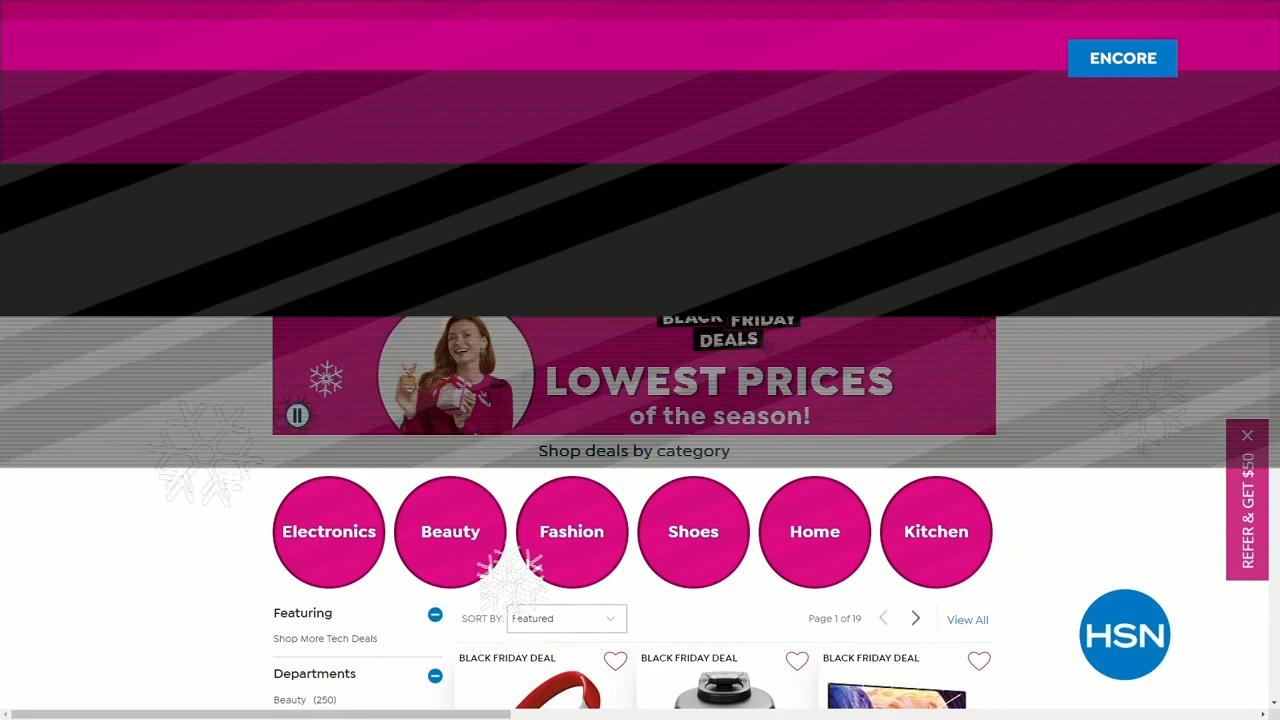 ENCORE
BLACK FRIDAY
DEALS
LOWEST PRICES
of the season!
Shop deals by category
REFER & GET $50
Electronics
Beauty
Fashion
Shoes
Home
Kitchen
Featuring
Shop More Tech Deals
SORT BY:
Featured
Page 1 of 19
View All
HSN
Departments
Beauty (250)
BLACK FRIDAY DEAL
BLACK FRIDAY DEAL
BLACK FRIDAY DEAL